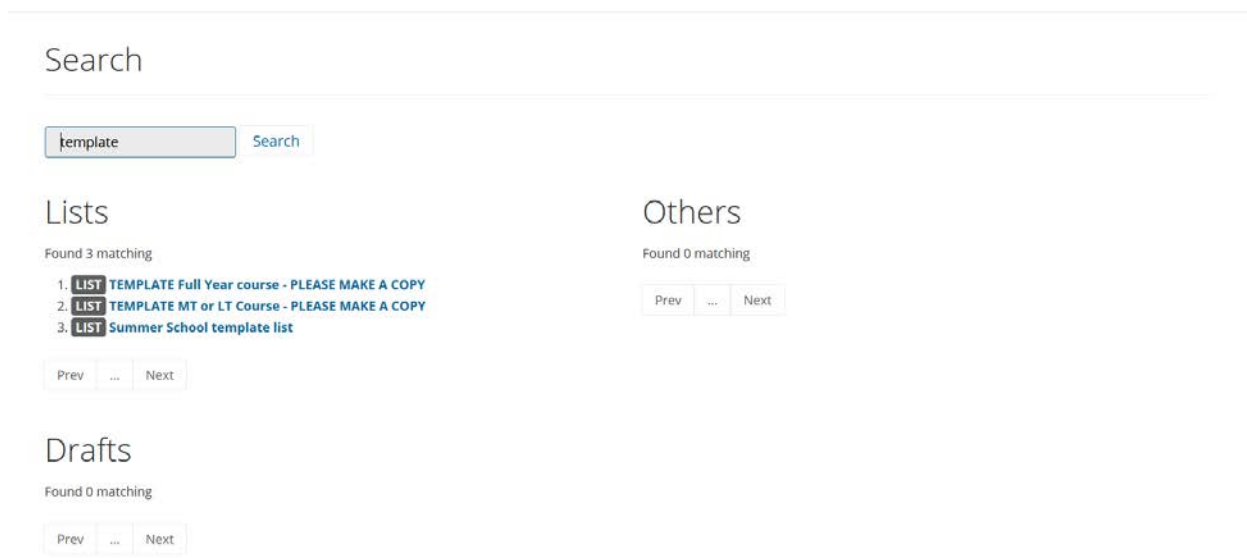 Search
template Search
Lists
Found 3 matching
1. LIST TEMPLATE Full Year course - PLEASE MAKE A COPY
2. LIST TEMPLATE MT or LT Course - PLEASE MAKE A COPY
3. LIST Summer School template list
Prev ... Next
Others
Found 0 matching
Prev ... Next
Drafts
Found 0 matching
Prev ... Next